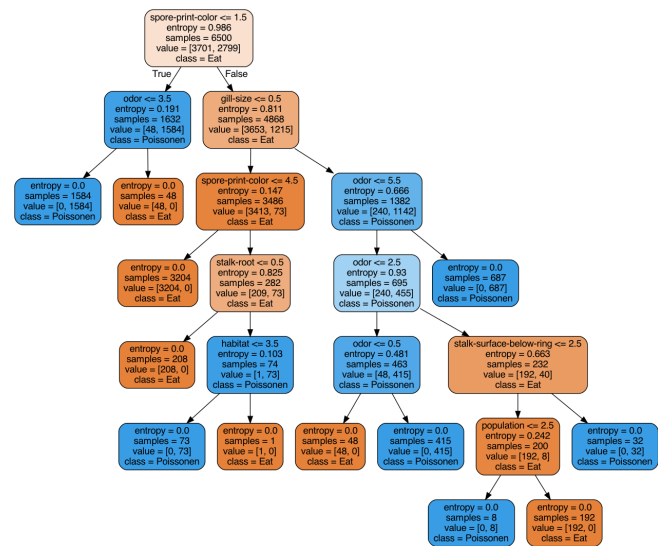 spore-print-color <= 1.5
entropy = 0.986
samples = 6500
value = [3701, 2799]
class = Eat
True
False
odor <= 3.5
entropy = 0.191
samples = 1632
value = [48, 1584]
class = Poissonen
gill-size <= 0.5
entropy = 0.811
samples = 4868
value = [3653, 1215]
class = Eat
entropy = 0.0
samples = 1584
value = [0, 1584]
class = Poissonen
entropy = 0.0
samples = 48
value = [48, 0]
class = Eat
spore-print-color <= 4.5
entropy = 0.147
samples = 3486
value = [3413, 73]
class = Eat
odor <= 5.5
entropy = 0.666
samples = 1382
value = [240, 1142]
class = Poissonen
entropy = 0.0
samples = 3204
value = [3204, 0]
class = Eat
stalk-root <= 0.5
entropy = 0.825
samples = 282
value = [209, 73]
class = Eat
odor <= 2.5
entropy = 0.93
samples = 695
value = [240, 455]
class = Poissonen
entropy = 0.0
samples = 687
value = [0, 687]
class = Poissonen
entropy = 0.0
samples = 208
value = [208, 0]
class = Eat
habitat <= 3.5
entropy = 0.103
samples = 74
value = [1, 73]
class = Poissonen
odor <= 0.5
entropy = 0.481
samples = 463
value = [48, 415]
class = Poissonen
stalk-surface-below-ring <= 2.5
entropy = 0.663
samples = 232
value = [192, 40]
class = Eat
entropy = 0.0
samples = 73
value = [0, 73]
class = Poissonen
entropy = 0.0
samples = 1
value = [1, 0]
class = Eat
entropy = 0.0
samples = 48
value = [48, 0]
class = Eat
entropy = 0.0
samples = 415
value = [0, 415]
class = Poissonen
population <= 2.5
entropy = 0.242
samples = 200
value = [192, 8]
class = Eat
entropy = 0.0
samples = 32
value = [0, 32]
class = Poissonen
entropy = 0.0
samples = 8
value = [0, 8]
class = Poissonen
entropy = 0.0
samples = 192
value = [192, 0]
class = Eat